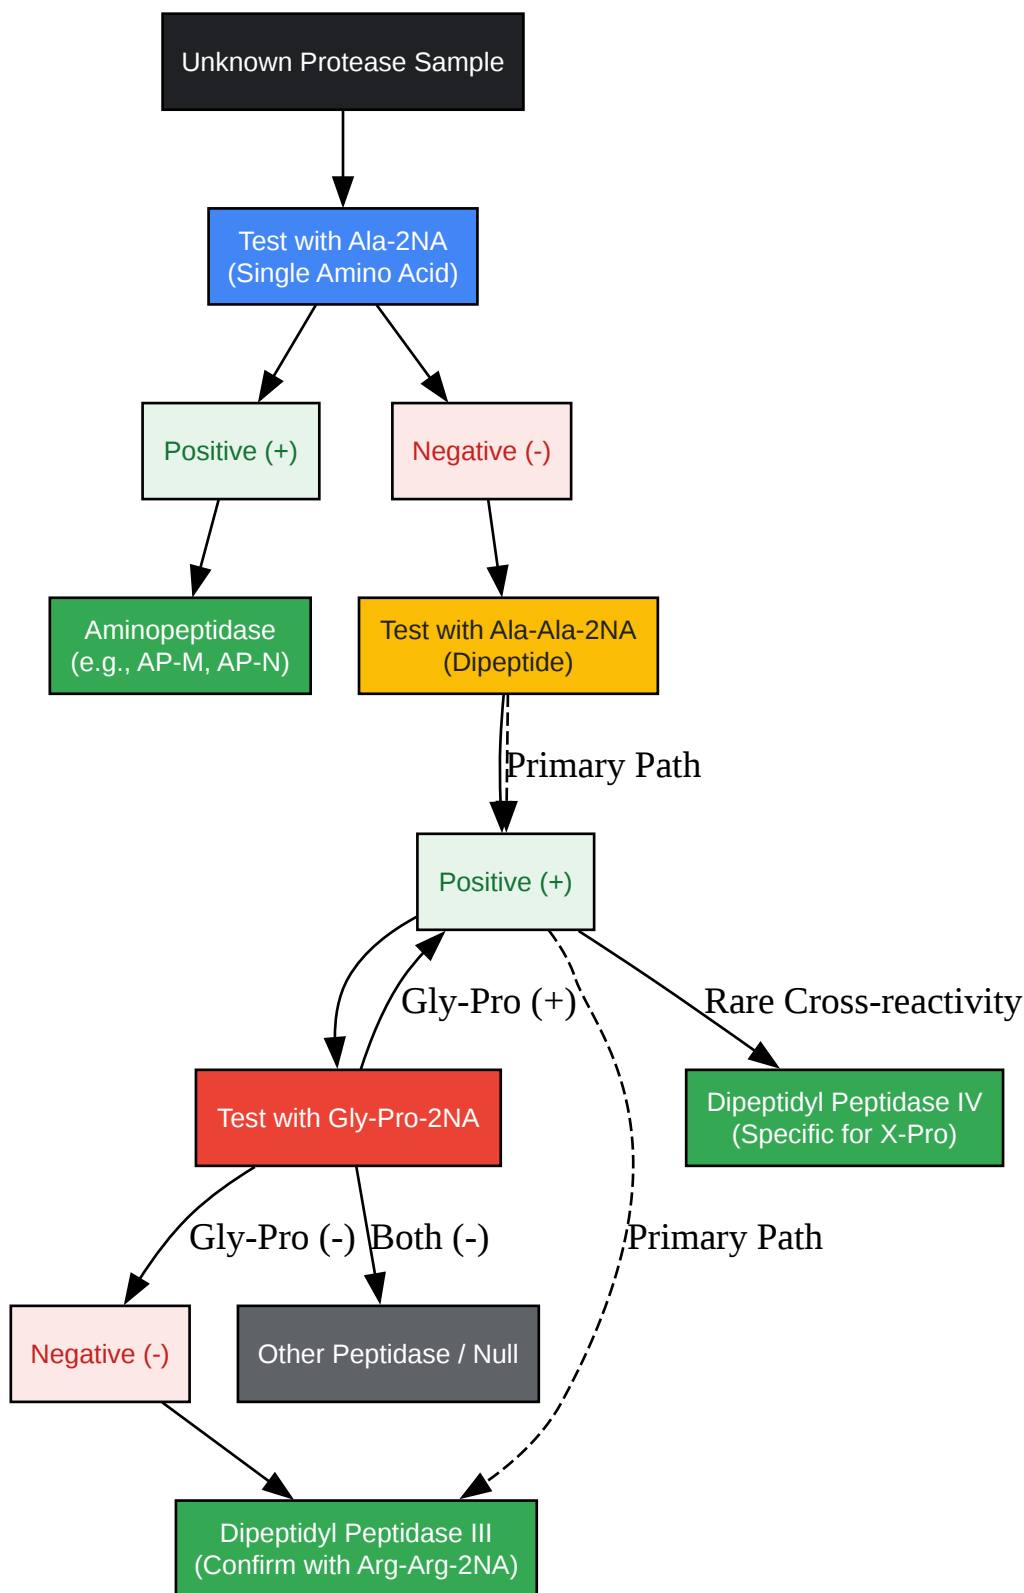 Unknown Protease Sample
Test with Ala-2NA
(Single Amino Acid)
Positive (+)
Negative (-)
Aminopeptidase
(e.g., AP-M, AP-N)
Test with Ala-Ala-2NA
(Dipeptide)
Primary Path
Positive (+)
Gly-Pro (+)
Rare Cross-reactivity
Test with Gly-Pro-2NA
Dipeptidyl Peptidase IV
(Specific for X-Pro)
Gly-Pro (-)
Both (-)
Primary Path
Negative (-)
Other Peptidase / Null
Dipeptidyl Peptidase III
(Confirm with Arg-Arg-2NA)